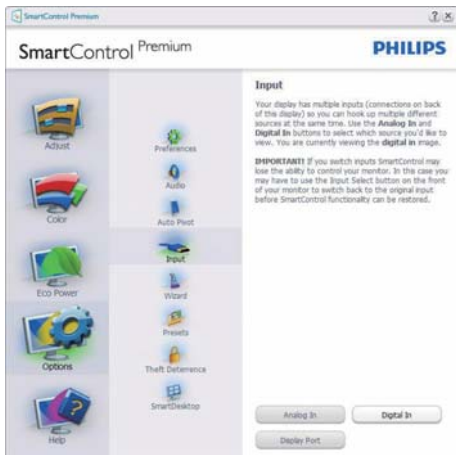 SmartControl Premium
SmartControl Premium
PHILIPS
Adjust
Color
Eco Power
Options
Help
Preferences
Audio
Auto Pivot
Input
Wizard
Presets
Theft Deterrence
SmartDesktop
Input
Your display has multiple inputs (connections on back
of the display) so you can hook up multiple different
sources at the same time. Use the Analog In and
Digital In buttons to select which source you'd like to
view. You are currently viewing the digital in image.
IMPORTANT! If you switch inputs SmartControl may
lose the ability to control your monitor. In the case you
may have to use the Input Select button on the front
of your monitor to switch back to the original input
before SmartControl functionality can be restored.
Analog In
Digital In
Display Port